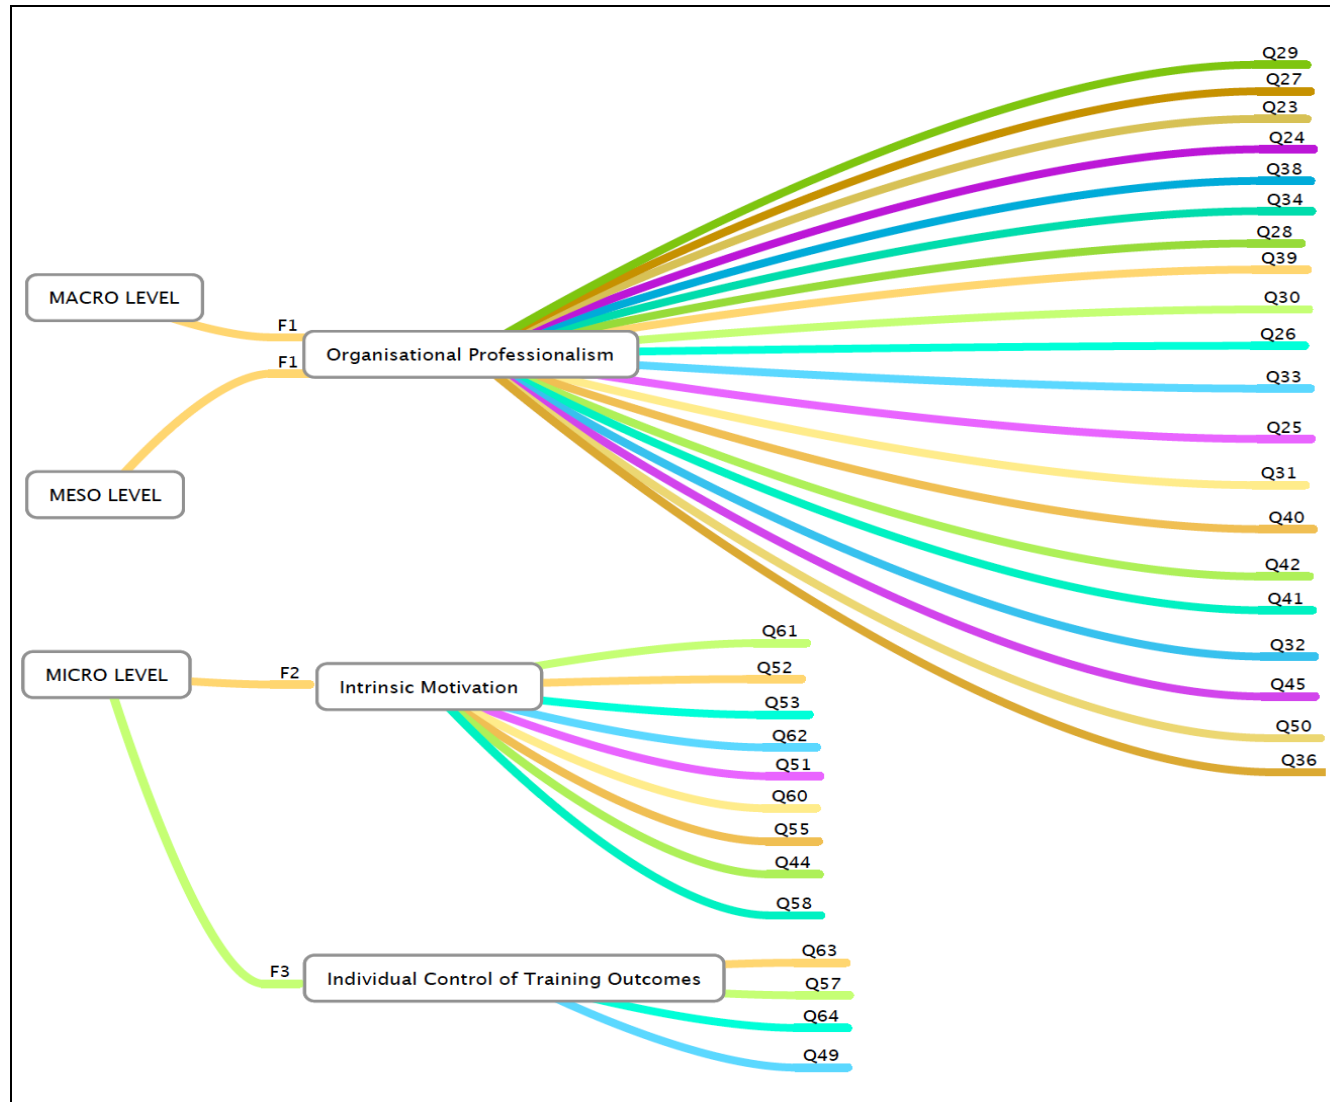 Q29
Q27
Q23
Q24
Q38
Q34
Q28
Q39
MACRO LEVEL
Q30
F1
Q26
Organisational Professionalism
F1
Q33
Q25
Q31
MESO LEVEL
Q40
Q42
Q41
Q61
Q32
Q52
MICRO LEVEL
F2
Intrinsic Motivation
Q45
Q53
Q62
Q50
Q51
Q36
Q60
Q55
Q44
Q58
Q63
F3
Individual Control of Training Outcomes
Q57
Q64
Q49